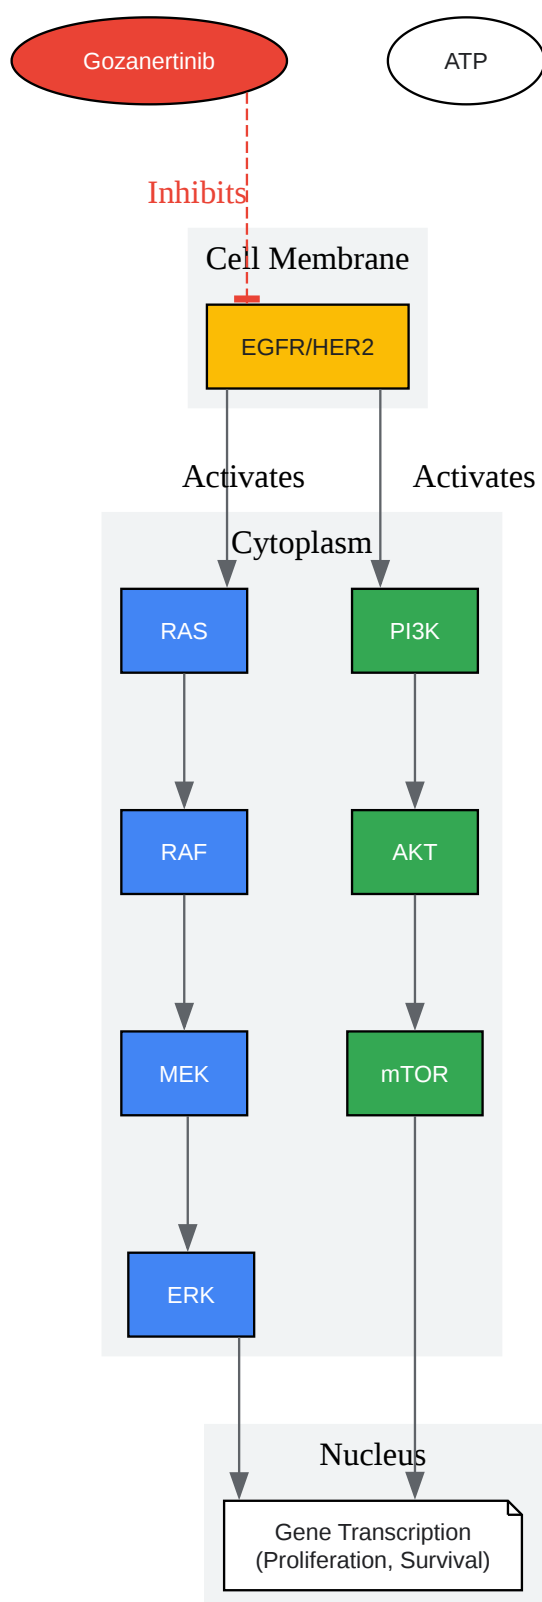 Gozanertinib
ATP
Inhibits
Cell Membrane
EGFR/HER2
Activates
Activates
Cytoplasm
RAS
PI3K
RAF
AKT
MEK
mTOR
ERK
Nucleus
Gene Transcription
(Proliferation, Survival)